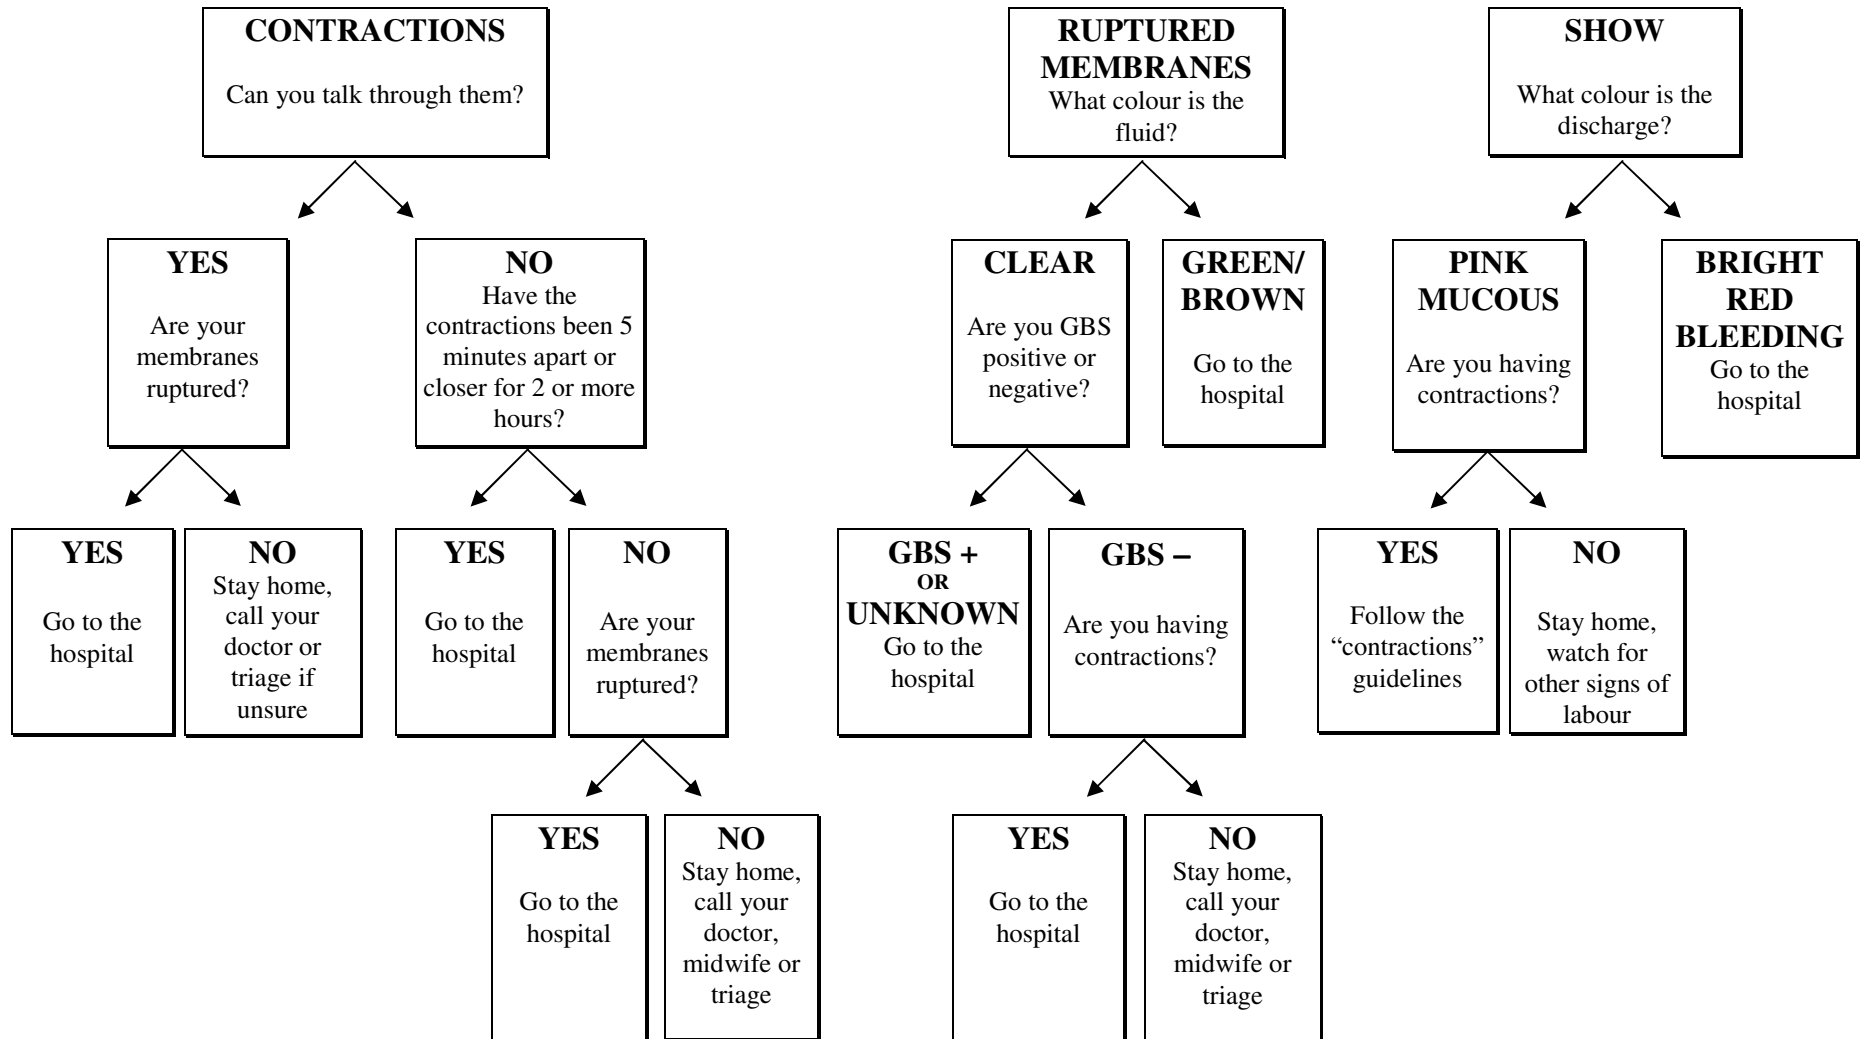 CONTRACTIONS
Can you talk through them?
RUPTURED
MEMBRANES
What colour is the
fluid?
SHOW
What colour is the
discharge?
YES
Are your
membranes
ruptured?
NO
Have the
contractions been 5
minutes apart or
closer for 2 or more
hours?
CLEAR
Are you GBS
positive or
negative?
GREEN/
BROWN
Go to the
hospital
PINK
MUCOUS
Are you having
contractions?
BRIGHT
RED
BLEEDING
Go to the
hospital
YES
Go to the
hospital
NO
Stay home,
call your
doctor or
triage if
unsure
YES
Go to the
hospital
NO
Are your
membranes
ruptured?
GBS +
OR
UNKNOWN
Go to the
hospital
GBS –
Are you having
contractions?
YES
Follow the
“contractions”
guidelines
NO
Stay home,
watch for
other signs of
labour
YES
Go to the
hospital
NO
Stay home,
call your
doctor,
midwife or
triage
YES
Go to the
hospital
NO
Stay home,
call your
doctor,
midwife or
triage